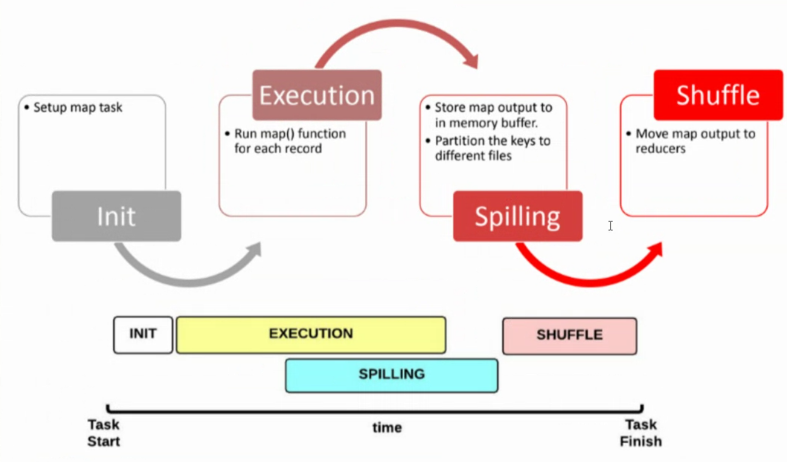 • Setup map task
Init
Execution
• Run map() function
for each record
• Store map output to
in memory buffer.
• Partition the keys to
different files
Spilling
Shuffle
• Move map output to
reducers
INIT
EXECUTION
SHUFFLE
SPILLING
Task
Start
time
Task
Finish